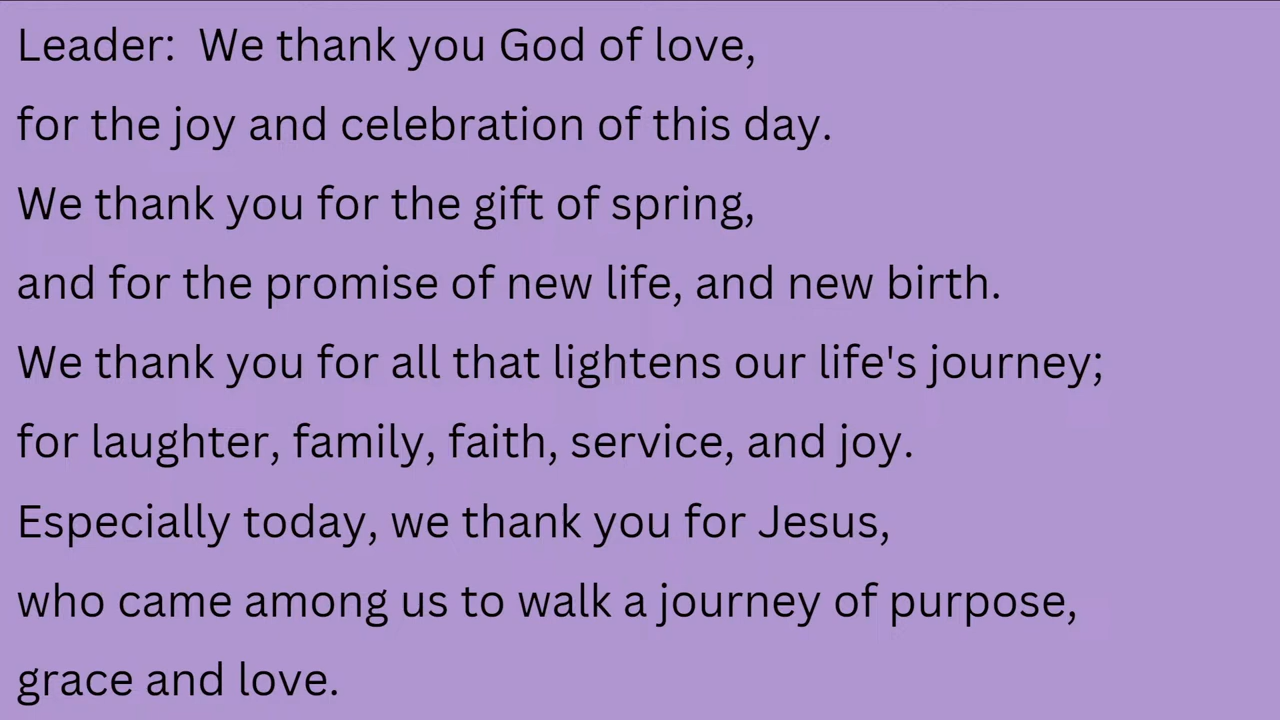 Leader:  We thank you God of love,
for the joy and celebration of this day.
We thank you for the gift of spring,
and for the promise of new life, and new birth.
We thank you for all that lightens our life's journey;
for laughter, family, faith, service, and joy.
Especially today, we thank you for Jesus,
who came among us to walk a journey of purpose,
grace and love.